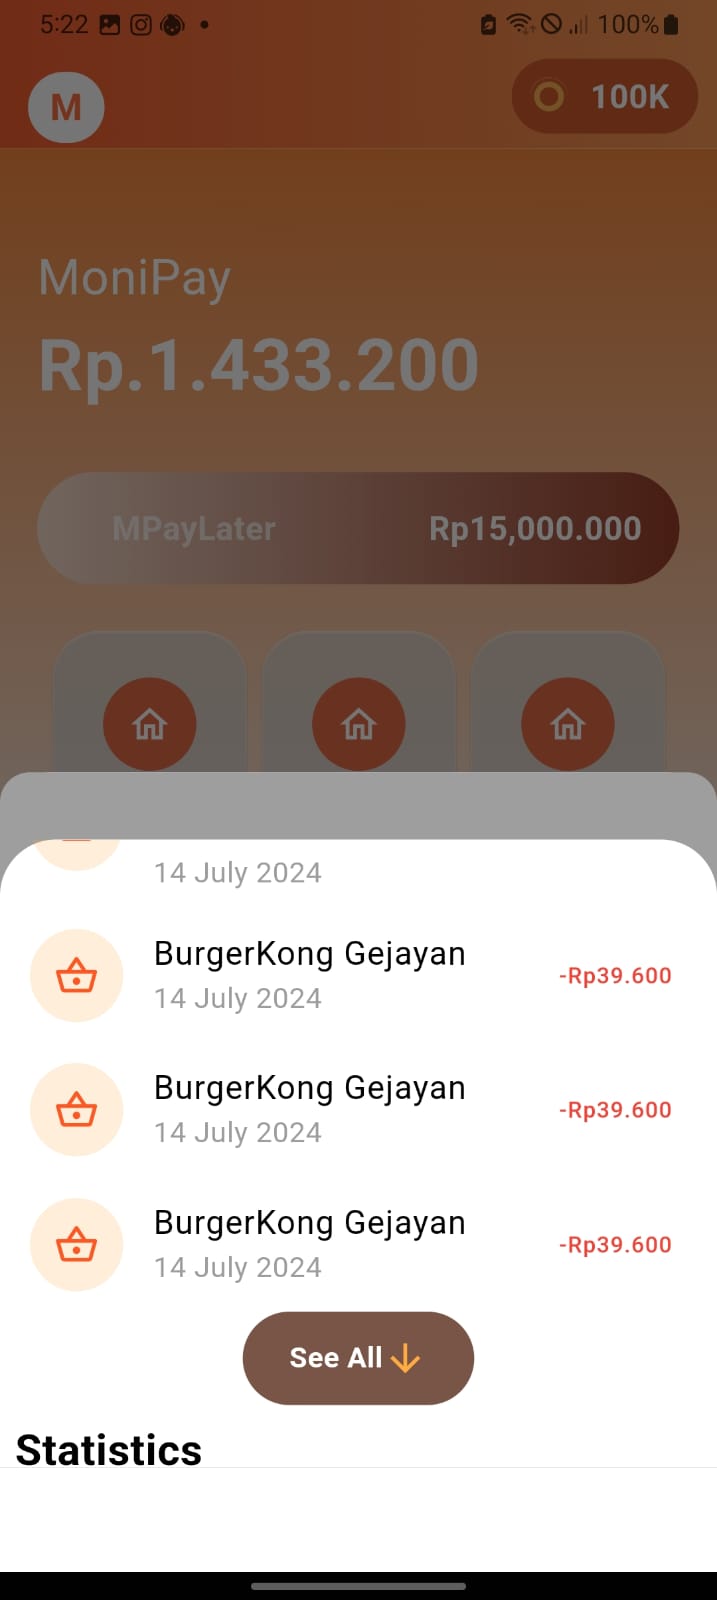 5:22
100%
M
100K
MoniPay
Rp.1.433.200
MPayLater Rp15,000.000
14 July 2024
BurgerKong Gejayan
14 July 2024
-Rp39.600
BurgerKong Gejayan
14 July 2024
-Rp39.600
BurgerKong Gejayan
14 July 2024
-Rp39.600
See All
Statistics